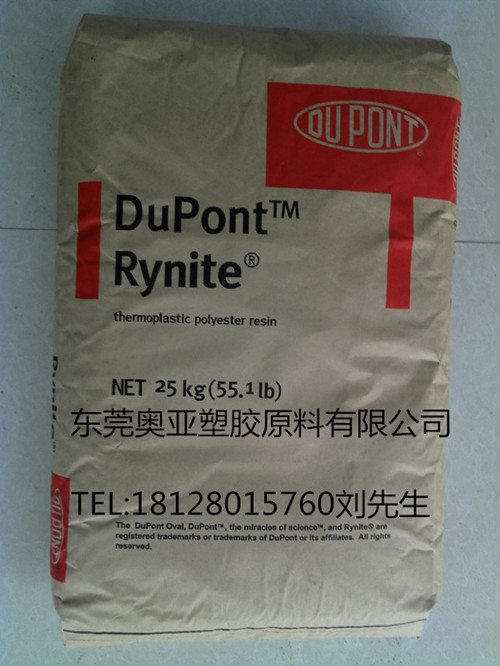 DU PONT®
DuPont™
Rynite®
thermoplastic polyester resin
NET 25 kg (55.1 lb)
东莞奥亚塑胶原料有限公司
Rynite®
TEL:18128015760刘先生
DU PONT
The DuPont Oval, DuPont™, the miracles of science™, and Rynite® are
registered trademarks or trademarks of DuPont or its affiliates. All rights
reserved.